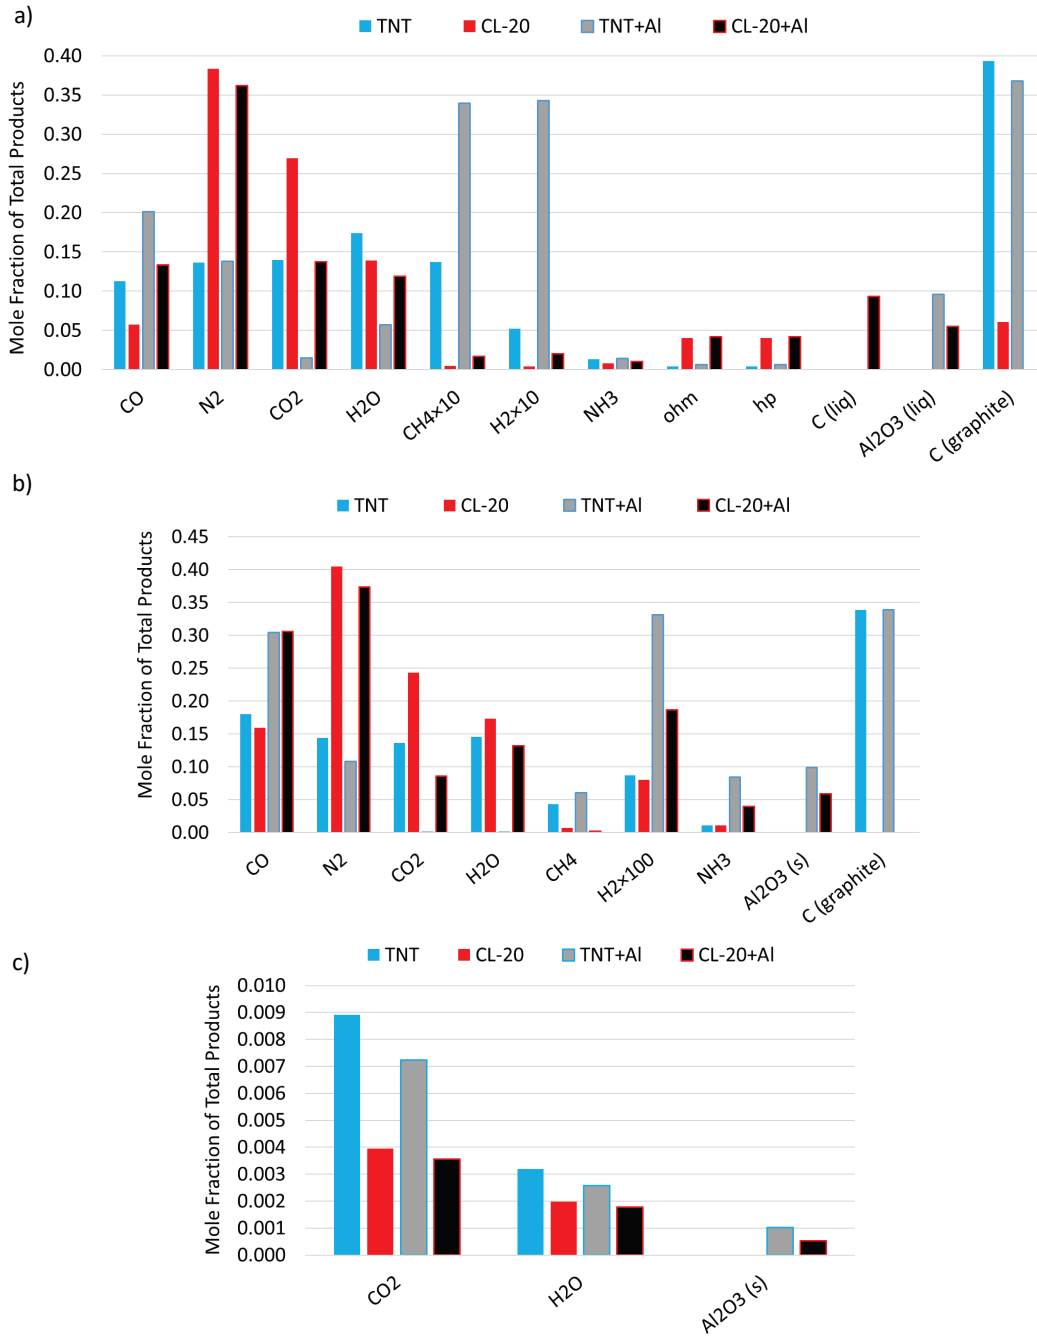 a)
TNT CL-20 TNT+Al CL-20+Al
Mole Fraction of Total Products
0.40
0.35
0.30
0.25
0.20
0.15
0.10
0.05
0.00
CO N2 CO2 H2O CH4×10 H2×10 NH3 ohm hp C (liq) Al2O3 (liq) C (graphite)
b)
TNT CL-20 TNT+Al CL-20+Al
Mole Fraction of Total Products
0.45
0.40
0.35
0.30
0.25
0.20
0.15
0.10
0.05
0.00
CO N2 CO2 H2O CH4 H2×100 NH3 Al2O3 (s) C (graphite)
c)
TNT CL-20 TNT+Al CL-20+Al
Mole Fraction of Total Products
0.010
0.009
0.008
0.007
0.006
0.005
0.004
0.003
0.002
0.001
0.000
CO2 H2O Al2O3 (s)